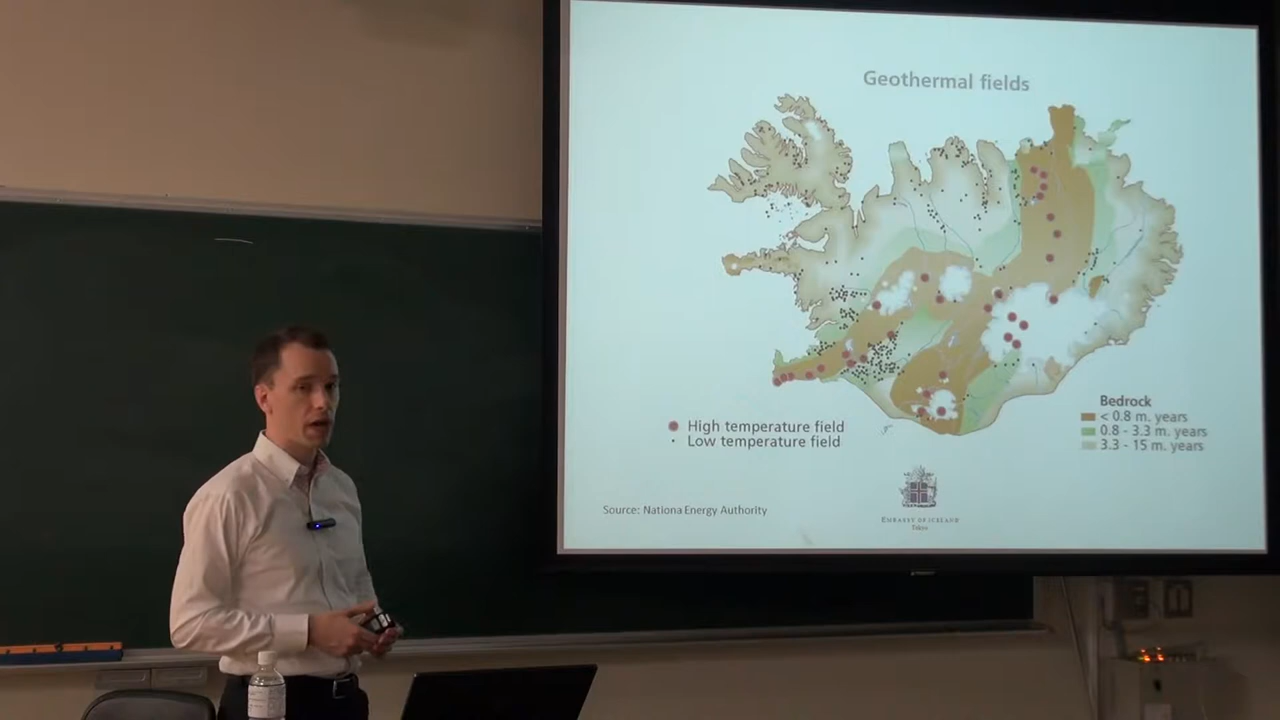 Geothermal fields
High temperature field
Low temperature field
Bedrock
< 0.8 m. years
0.8 - 3.3 m. years
3.3 - 15 m. years
Source: Nationa Energy Authority
EMBASSY OF ICELAND
Tokyo